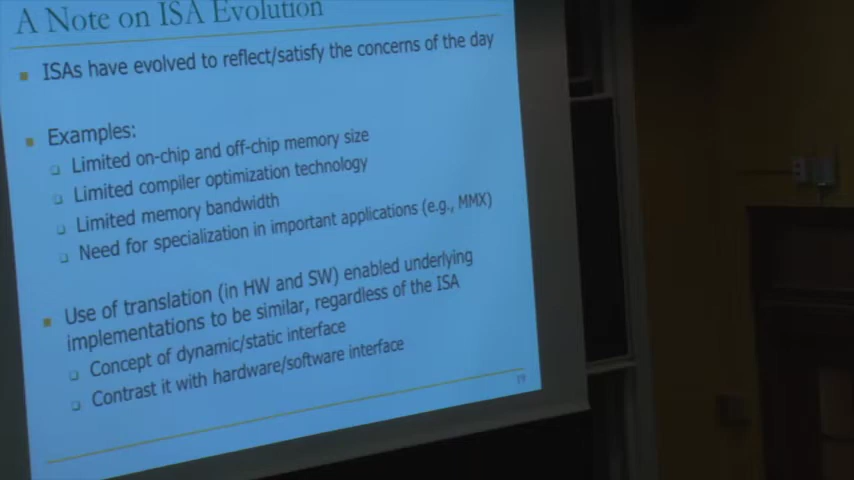 A Note on ISA Evolution
ISAs have evolved to reflect/satisfy the concerns of the day
Examples:
Limited on-chip and off-chip memory size
Limited compiler optimization technology
Limited memory bandwidth
Need for specialization in important applications (e.g., MMX)
Use of translation (in HW and SW) enabled underlying
implementations to be similar, regardless of the ISA
Concept of dynamic/static interface
Contrast it with hardware/software interface
19